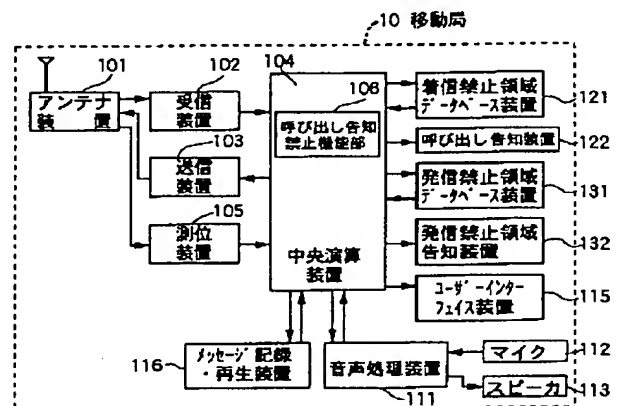 10 移動局
101
アンテナ
装置
102
受信
装置
103
送信
装置
105
測位
装置
104
106
呼び出し告知
禁止機能部
中央演算
装置
着信禁止領域
データベース装置
121
呼び出し告知装置
122
発信禁止領域
データベース装置
131
発信禁止領域
告知装置
132
ユーザーインター
フェイス装置
115
116
メッセージ記録
・再生装置
音声処理装置
111
マイク
112
スピーカ
113